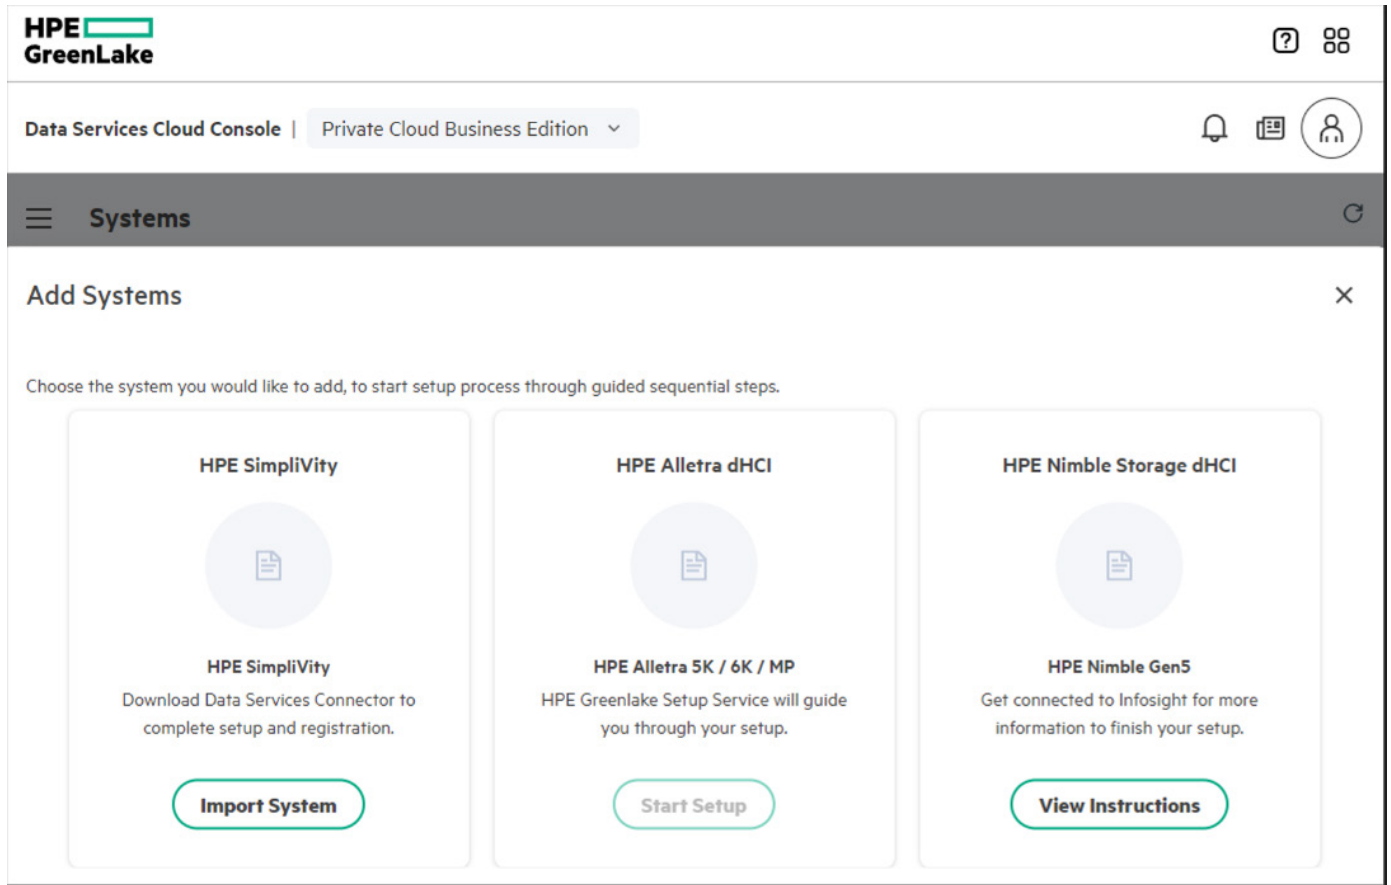 HPE
GreenLake
Data Services Cloud Console | Private Cloud Business Edition
Systems
Add Systems
Choose the system you would like to add, to start setup process through guided sequential steps.
HPE SimpliVity
HPE SimpliVity
Download Data Services Connector to
complete setup and registration.
Import System
HPE Alletra dHCI
HPE Alletra 5K / 6K / MP
HPE Greenlake Setup Service will guide
you through your setup.
Start Setup
HPE Nimble Storage dHCI
HPE Nimble Gen5
Get connected to Infosight for more
information to finish your setup.
View Instructions